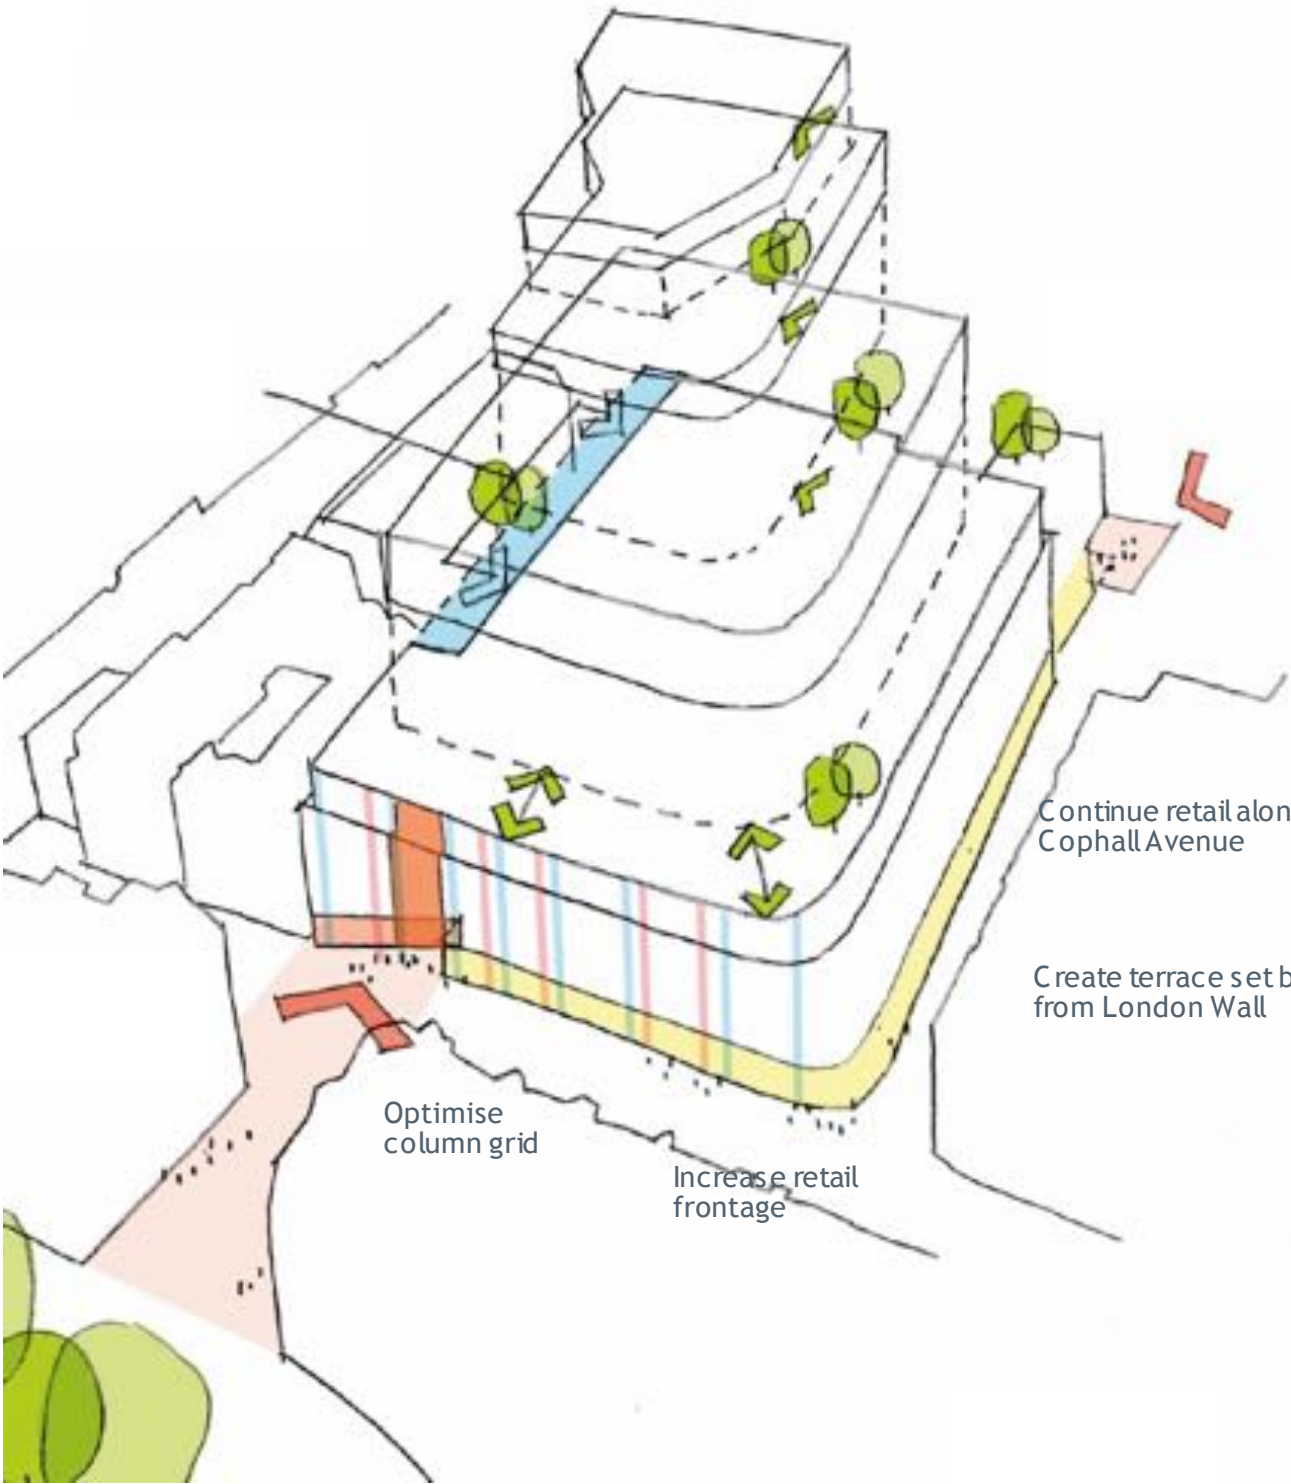 Continue retail alon
Cophall Avenue
Create terrace set b
from London Wall
Optimise
column grid
Increase retail
frontage